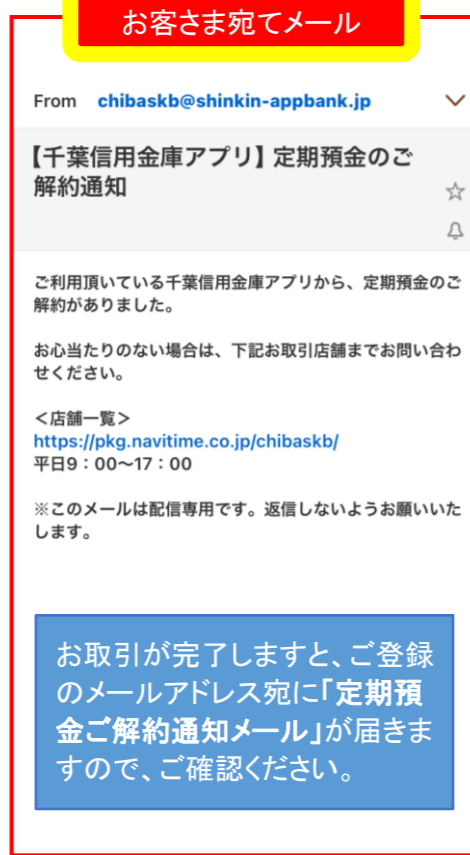 お客さま宛てメール
From chibaskb@shinkin-appbank.jp
【千葉信用金庫アプリ】定期預金のご
解約通知
ご利用頂いている千葉信用金庫アプリから、定期預金のご
解約がありました。
お心当たりのない場合は、下記お取引店舗までお問い合わ
せください。
＜店舗一覧＞
https://pkg.navitime.co.jp/chibaskb/
平日9：00〜17：00
※このメールは配信専用です。返信しないようお願いいた
します。
お取引が完了しますと、ご登録
のメールアドレス宛に「定期預
金ご解約通知メール」が届きま
すので、ご確認ください。